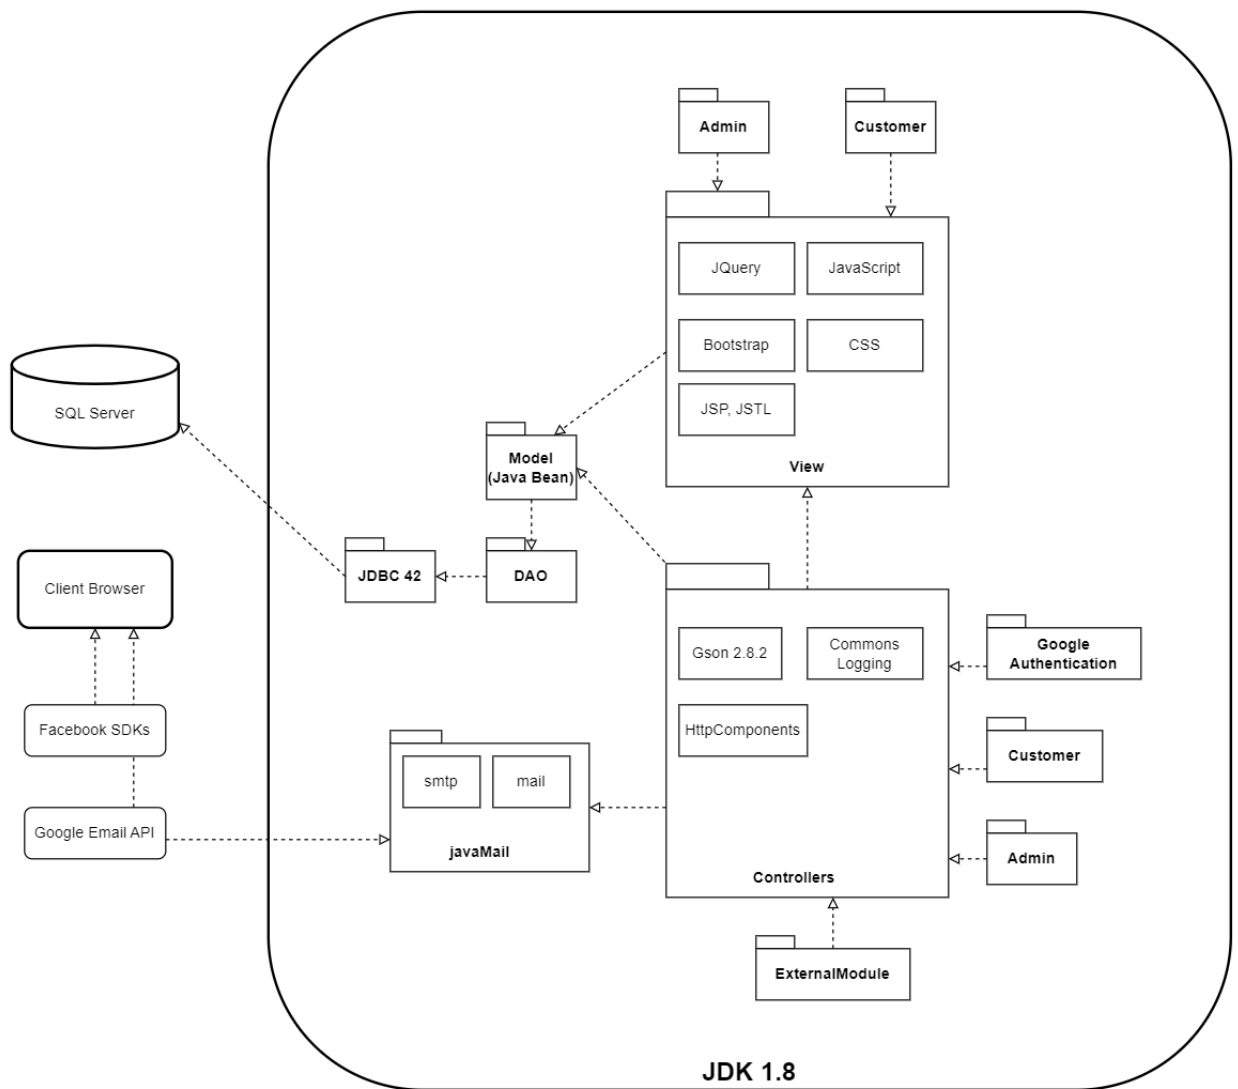 Admin
Customer
JQuery
JavaScript
Bootstrap
CSS
JSP, JSTL
View
SQL Server
Model
(Java Bean)
JDBC 42
DAO
Client Browser
Gson 2.8.2
Commons
Logging
Google
Authentication
Facebook SDKs
HttpComponents
Customer
smtp
mail
Google Email API
javaMail
Admin
Controllers
ExternalModule
JDK 1.8